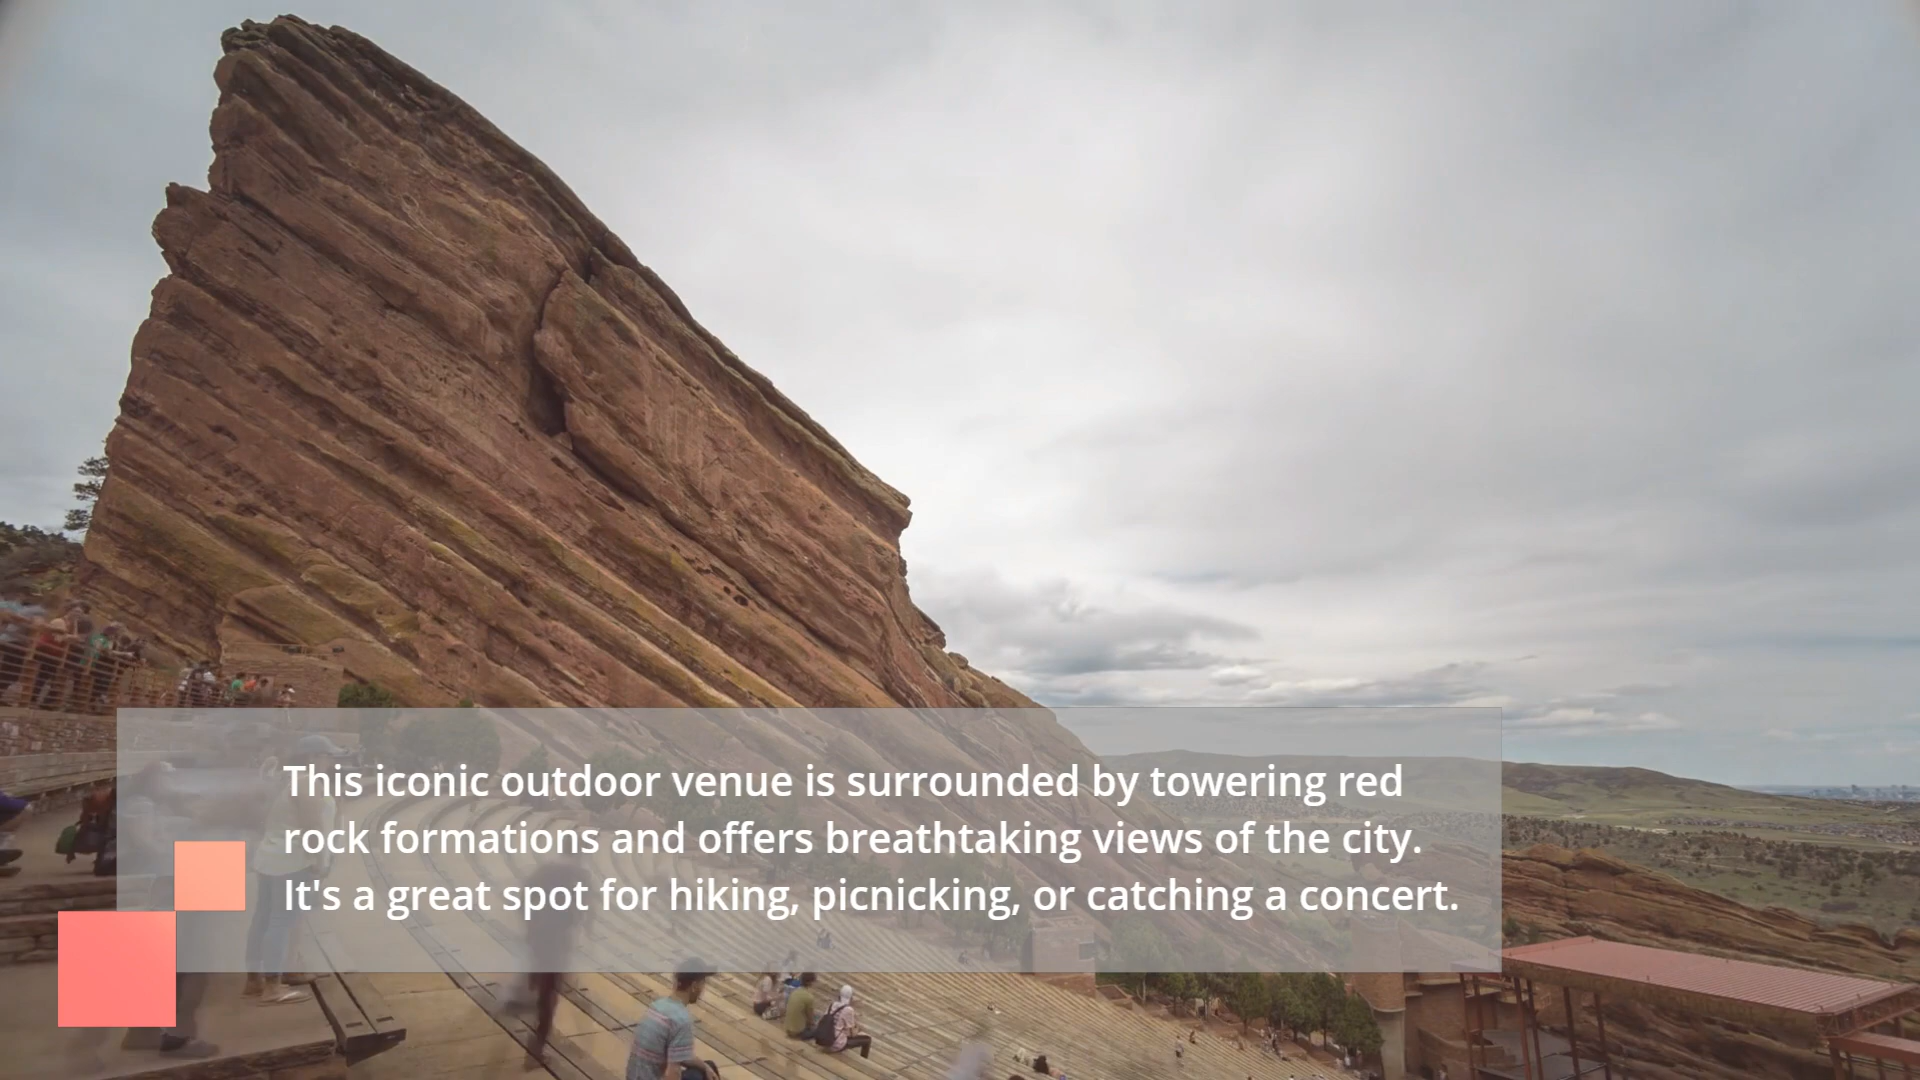 This iconic outdoor venue is surrounded by towering red
rock formations and offers breathtaking views of the city.
It's a great spot for hiking, picnicking, or catching a concert.